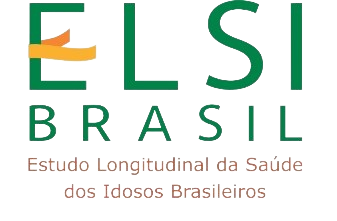 ELSI
BRASIL
Estudo Longitudinal da Saúde
dos Idosos Brasileiros